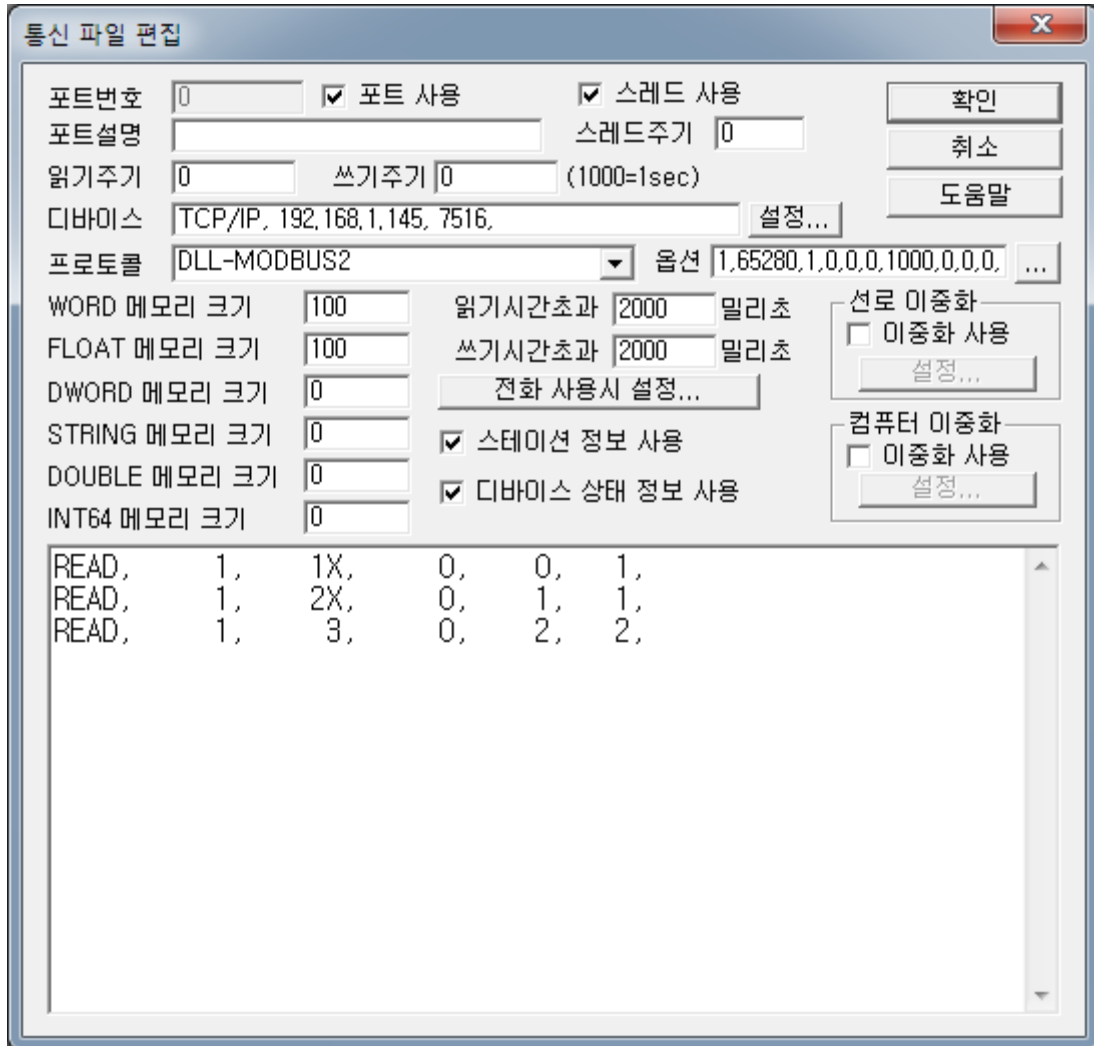 통신 파일 편집
포트번호 0 포트 사용 스레드 사용 확인
포트설명 스레드주기 0 취소
읽기주기 0 쓰기주기 0 (1000=1sec) 도움말
디바이스 TCP/IP, 192,168,1,145, 7516, 설정...
프로토콜 DLL-MODBUS2 옵션 1,65280,1,0,0,0,1000,0,0,0, ...
WORD 메모리 크기 100 읽기시간초과 2000 밀리초 선로 이중화
FLOAT 메모리 크기 100 쓰기시간초과 2000 밀리초 이중화 사용
DWORD 메모리 크기 0 전화 사용시 설정... 설정...
STRING 메모리 크기 0 스테이션 정보 사용 컴퓨터 이중화
이중화 사용
DOUBLE 메모리 크기 0 디바이스 상태 정보 사용 설정...
INT64 메모리 크기 0
READ, 1, 1X, 0, 0, 1,
READ, 1, 2X, 0, 1, 1,
READ, 1, 3, 0, 2, 2,